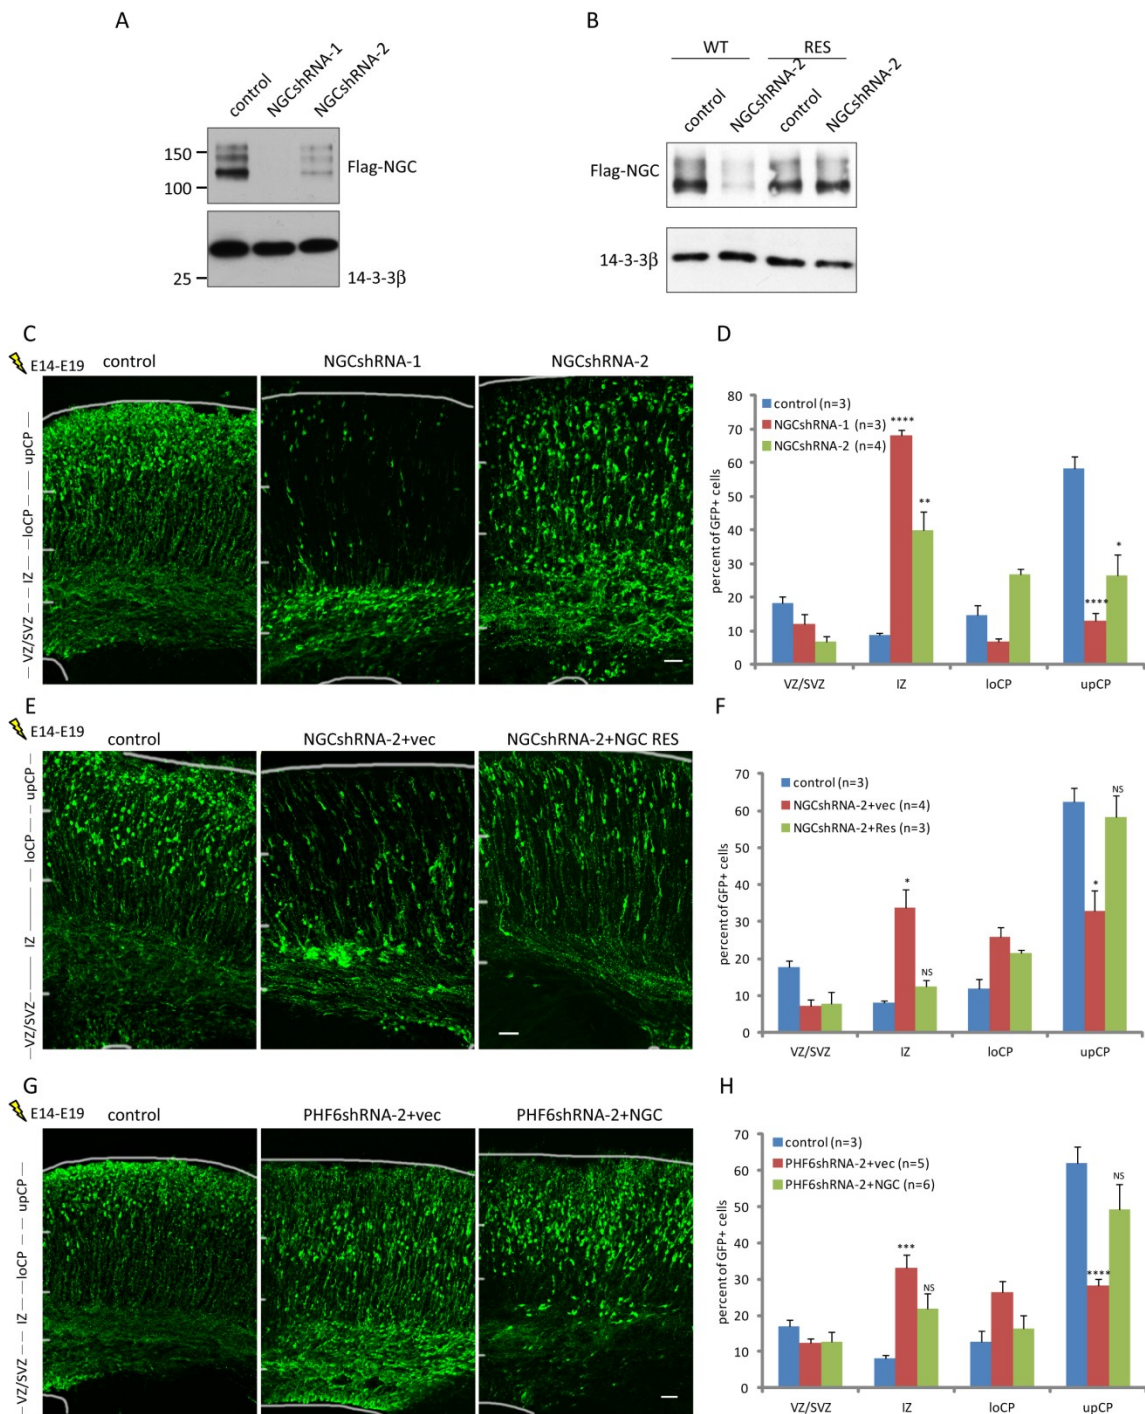 A
control
NGCshRNA-1
NGCshRNA-2
150
100
Flag-NGC
25
14-3-3β
B
WT
RES
control
NGCshRNA-2
control
NGCshRNA-2
Flag-NGC
14-3-3β
C
E14-E19
control
NGCshRNA-1
NGCshRNA-2
VZ/SVZ — IZ — loCP — upCP
D
control (n=3)
NGCshRNA-1 (n=3)
NGCshRNA-2 (n=4)
percent of GFP+ cells
80
70
60
50
40
30
20
10
0
****
**
****
*
VZ/SVZ
IZ
loCP
upCP
E
E14-E19
control
NGCshRNA-2+vec
NGCshRNA-2+NGC RES
VZ/SVZ — IZ — loCP — upCP
F
control (n=3)
NGCshRNA-2+vec (n=4)
NGCshRNA-2+Res (n=3)
percent of GFP+ cells
70
60
50
40
30
20
10
0
*
NS
*
NS
VZ/SVZ
IZ
loCP
upCP
G
E14-E19
control
PHF6shRNA-2+vec
PHF6shRNA-2+NGC
VZ/SVZ — IZ — loCP — upCP
H
control (n=3)
PHF6shRNA-2+vec (n=5)
PHF6shRNA-2+NGC (n=6)
percent of GFP+ cells
70
60
50
40
30
20
10
0
***
NS
****
NS
VZ/SVZ
IZ
loCP
upCP